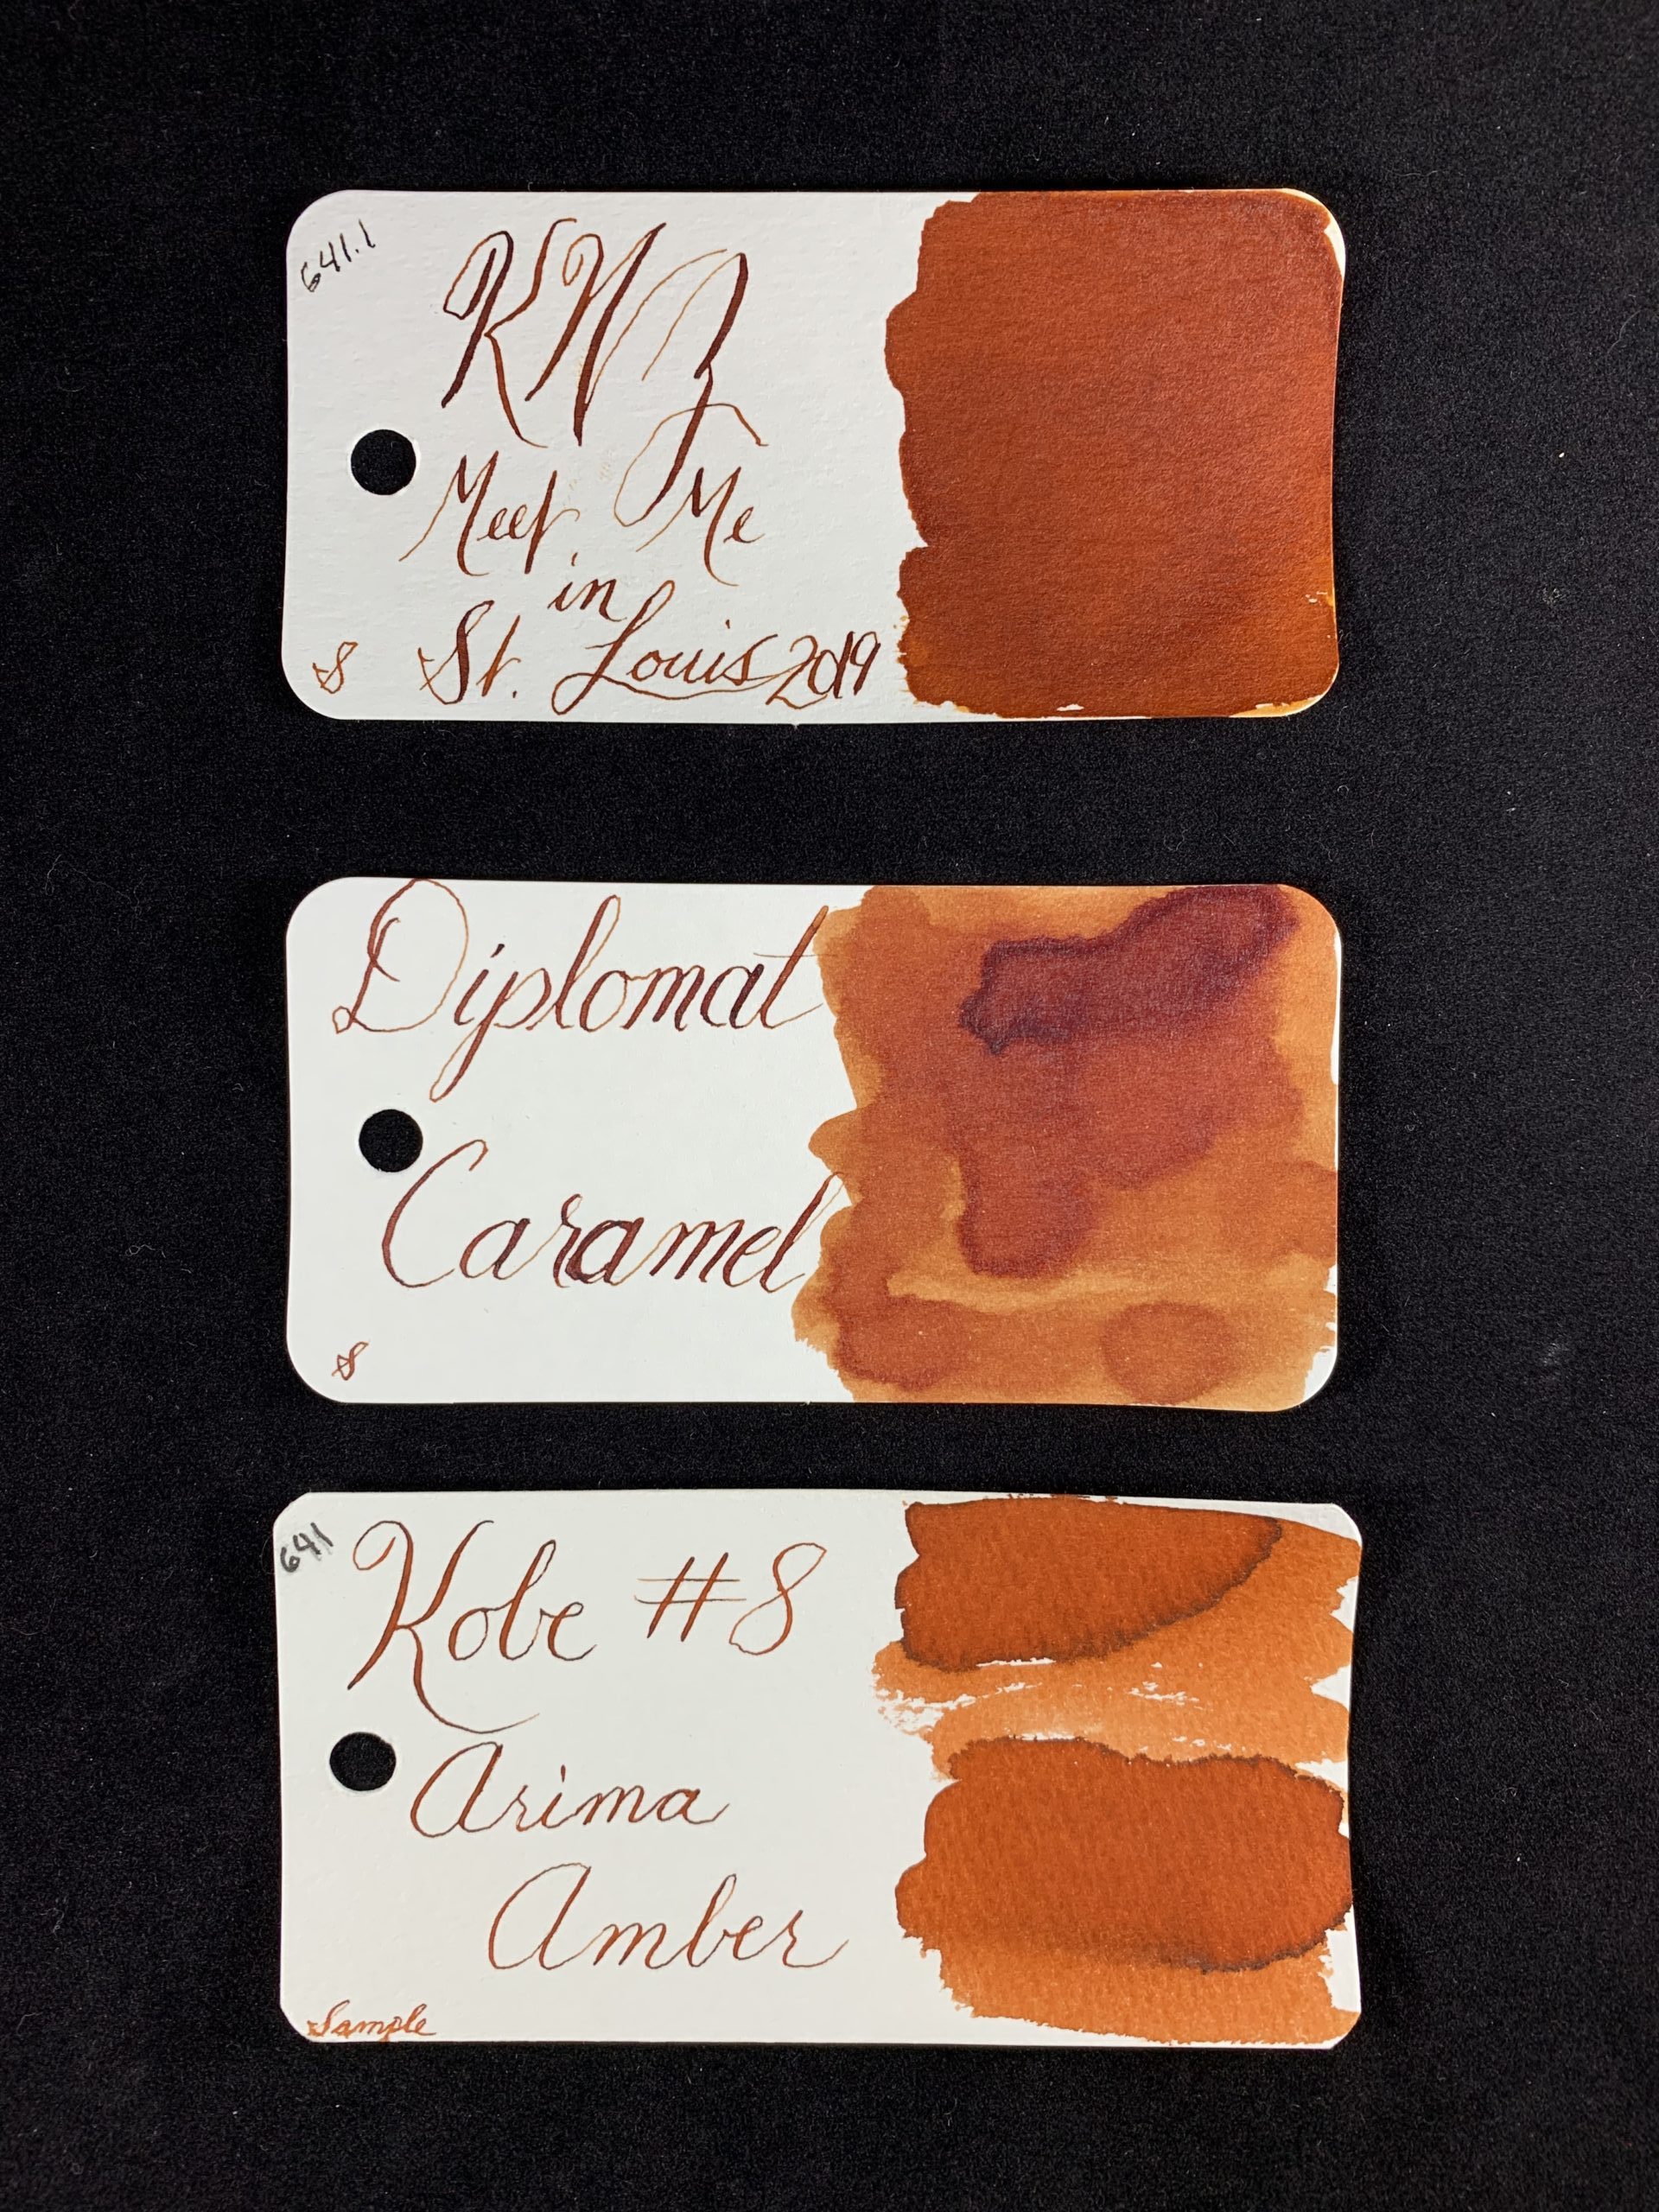 641.1
KWZ
Meet Me
in
St. Louis 2019
S
Diplomat
Caramel
S
641
Kobe #8
Arima
Amber
Sample